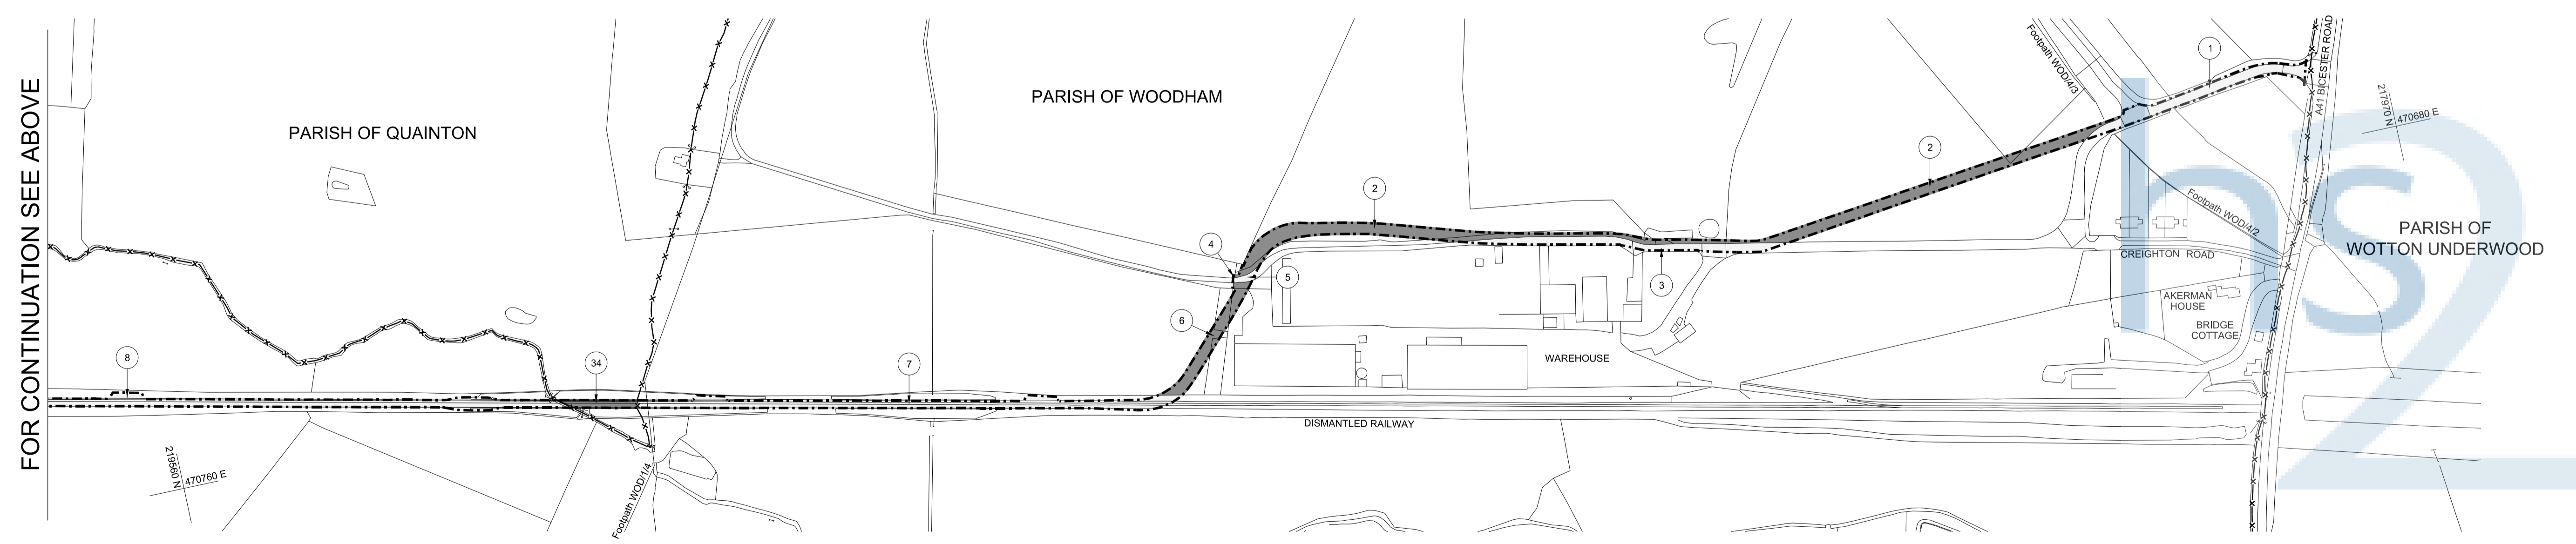 FOR CONTINUATION SEE ABOVE
PARISH OF QUAINTON
PARISH OF WOODHAM
Footpath WOD/4/3
1
A41 BICESTER ROAD
217970 N
470680 E
2
2
Footpath WOD/4/2
PARISH OF
WOTTON UNDERWOOD
4
5
3
CREIGHTON ROAD
AKERMAN
HOUSE
BRIDGE
COTTAGE
6
WAREHOUSE
8
34
7
DISMANTLED RAILWAY
219560 N
470760 E
Footpath WOD/1/4
hs2